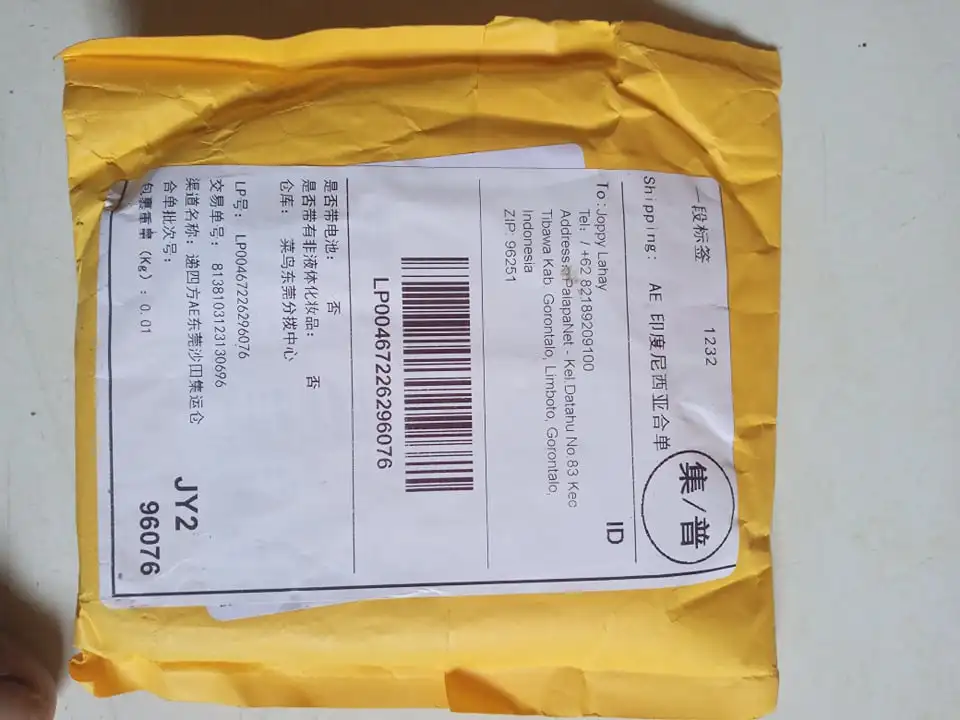 一段标签 1232
集/普
Shipping: AE 印度尼西亚合单
To:Joppy Lahay
ID
Tel: / +62 82189209100
Address: PalapaNet - Kel.Datahu No.83 Kec
Tibawa Kab. Gorontalo, Limboto, Gorontalo,
Indonesia
ZIP: 96251
LP00467226296076
是否带电池: 否
是否带有非液体化妆品: 否
仓库: 菜鸟东莞分拨中心
LP号: LP00467226296076
交易单号: 8138103123130696
渠道名称: 递四方AE东莞沙田集运仓
合单批次号:
JY2
包裹重量 (Kg): 0.01
96076